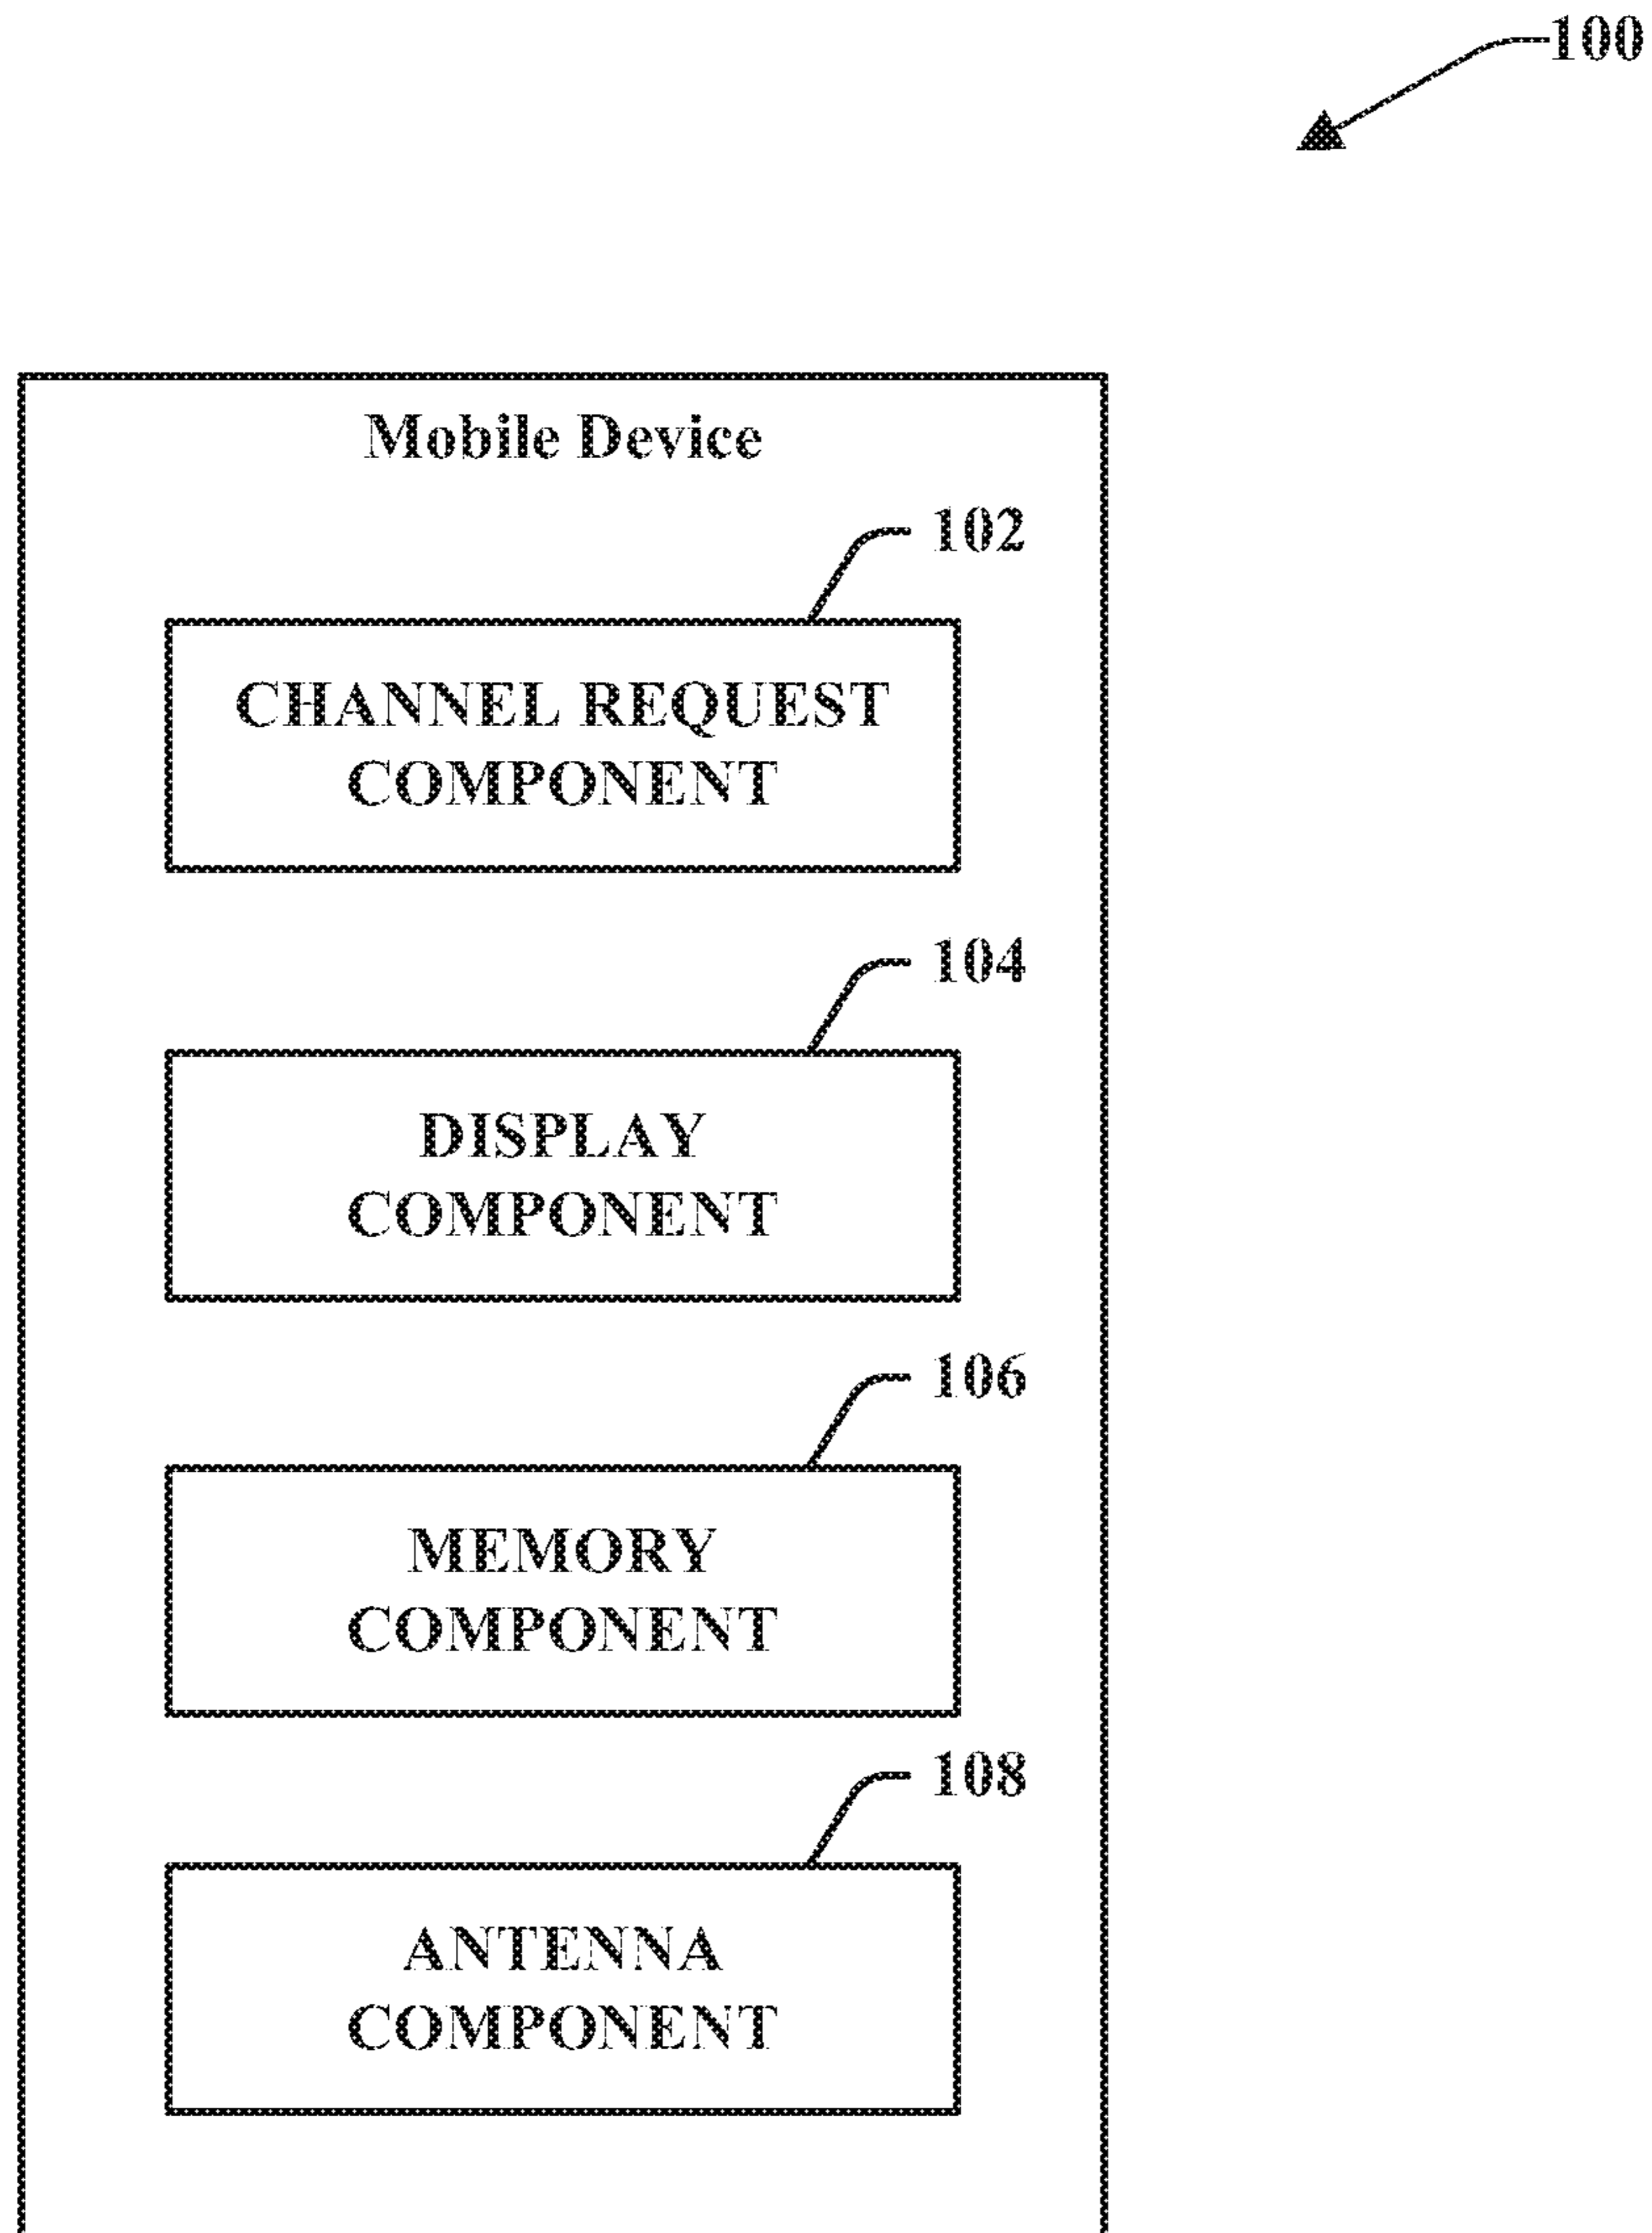 100
Mobile Device
102
CHANNEL REQUEST
COMPONENT
104
DISPLAY
COMPONENT
106
MEMORY
COMPONENT
108
ANTENNA
COMPONENT